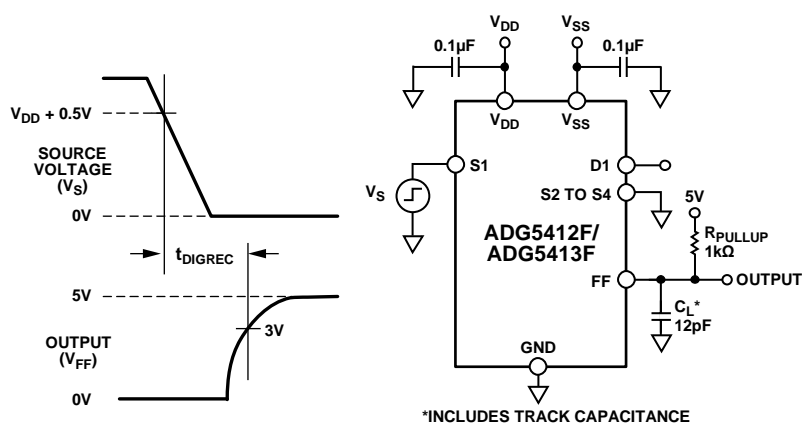 VDD + 0.5V
SOURCE
VOLTAGE
(VS)
0V
tDIGREC
5V
OUTPUT
(VFF)
3V
0V
VDD
VSS
0.1µF
0.1µF
VDD
VSS
S1
D1
VS
S2 TO S4
5V
ADG5412F/
ADG5413F
RPULLUP
1kΩ
FF
OUTPUT
CL*
12pF
GND
*INCLUDES TRACK CAPACITANCE